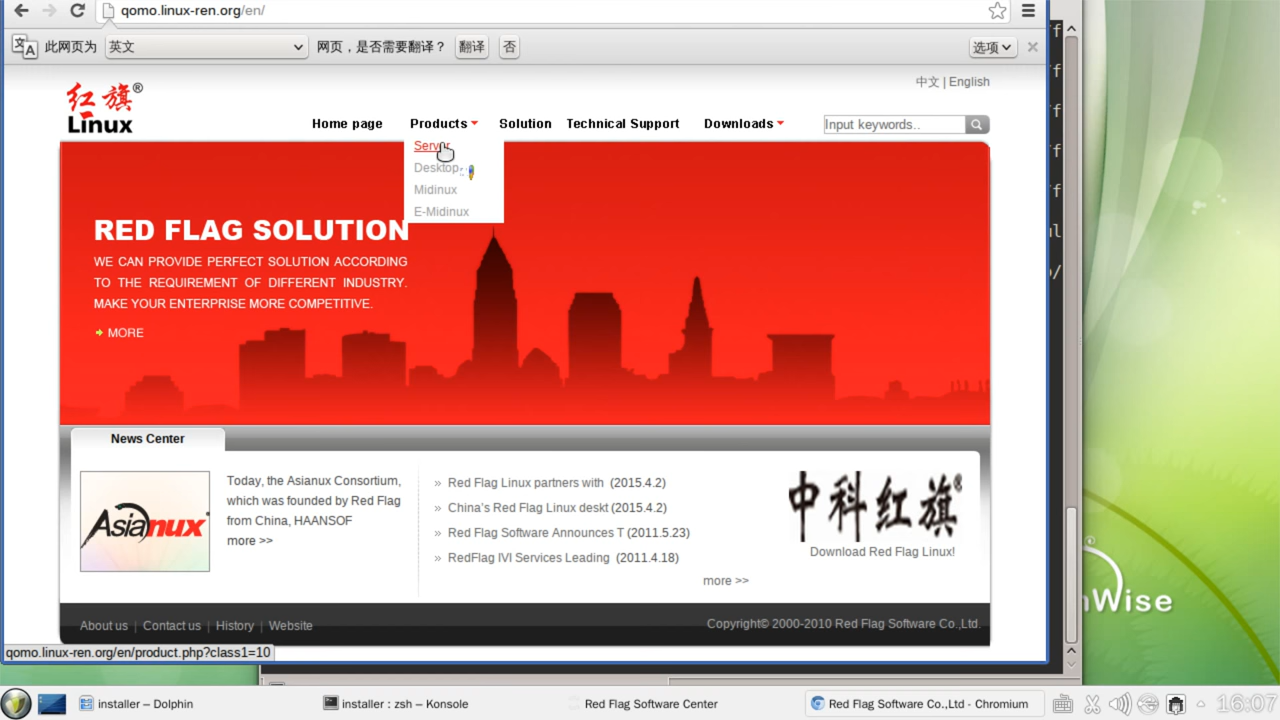 qomo.linux-ren.org/en/
此网页为 英文 网页，是否需要翻译？ 翻译 否 选项
中文 | English
红旗®
Linux
Home page Products Solution Technical Support Downloads Input keywords..
Server
Desktop
Midinux
E-Midinux
RED FLAG SOLUTION
WE CAN PROVIDE PERFECT SOLUTION ACCORDING
TO THE REQUIREMENT OF DIFFERENT INDUSTRY.
MAKE YOUR ENTERPRISE MORE COMPETITIVE.
MORE
News Center
Asianux
Today, the Asianux Consortium,
which was founded by Red Flag
from China, HAANSOF
more >>
» Red Flag Linux partners with (2015.4.2)
» China's Red Flag Linux deskt (2015.4.2)
» Red Flag Software Announces T (2011.5.23)
» RedFlag IVI Services Leading (2011.4.18)
more >>
中科红旗®
Download Red Flag Linux!
About us | Contact us | History | Website
Copyright© 2000-2010 Red Flag Software Co.,Ltd.
qomo.linux-ren.org/en/product.php?class1=10
nWise
installer – Dolphin
installer : zsh – Konsole
Red Flag Software Center
Red Flag Software Co.,Ltd - Chromium
16:07